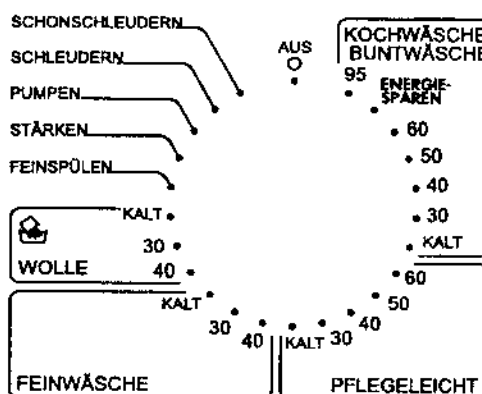 SCHONSCHLEUDERN
SCHLEUDERN
PUMPEN
STÄRKEN
FEINSPÜLEN
AUS
KOCHWÄSCHE
BUNTWÄSCHE
95
ENERGIE-
SPAREN
60
50
40
30
KALT
60
50
40
30
KALT
PFLEGELEICHT
KALT
30
40
WOLLE
KALT
30
40
FEINWÄSCHE